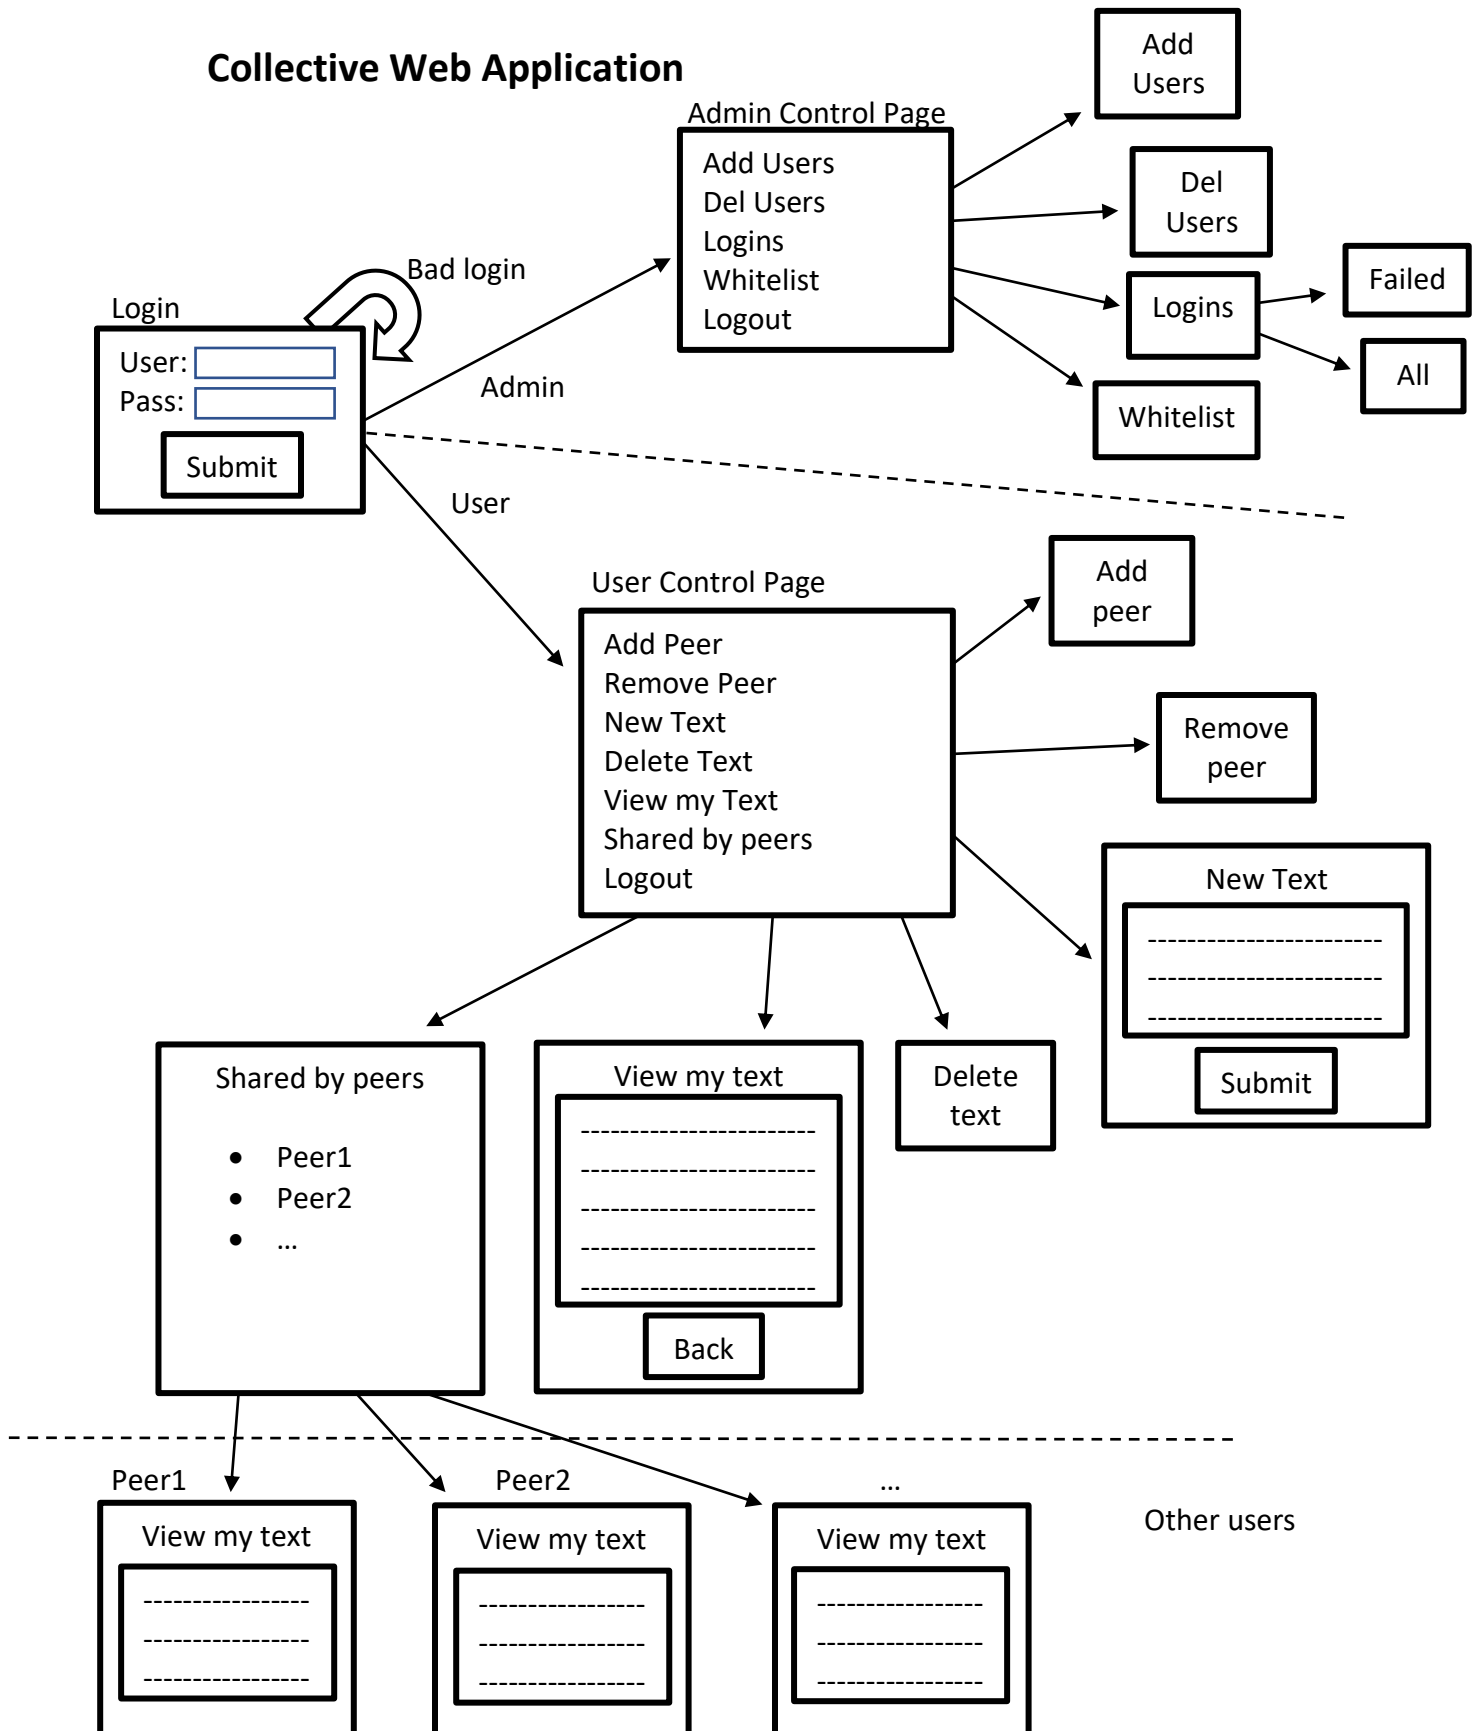 Collective Web Application
Add
Users
Admin Control Page
Add Users
Del Users
Logins
Whitelist
Logout
Del
Users
Logins
Failed
All
Whitelist
Bad login
Login
User:
Pass:
Submit
Admin
User
User Control Page
Add Peer
Remove Peer
New Text
Delete Text
View my Text
Shared by peers
Logout
Add
peer
Remove
peer
New Text
------------------------
------------------------
------------------------
Submit
Shared by peers
• Peer1
• Peer2
• ...
View my text
------------------------
------------------------
------------------------
------------------------
------------------------
Back
Delete
text
Peer1
View my text
-----------------
-----------------
-----------------
Peer2
View my text
-----------------
-----------------
-----------------
...
View my text
-----------------
-----------------
-----------------
Other users